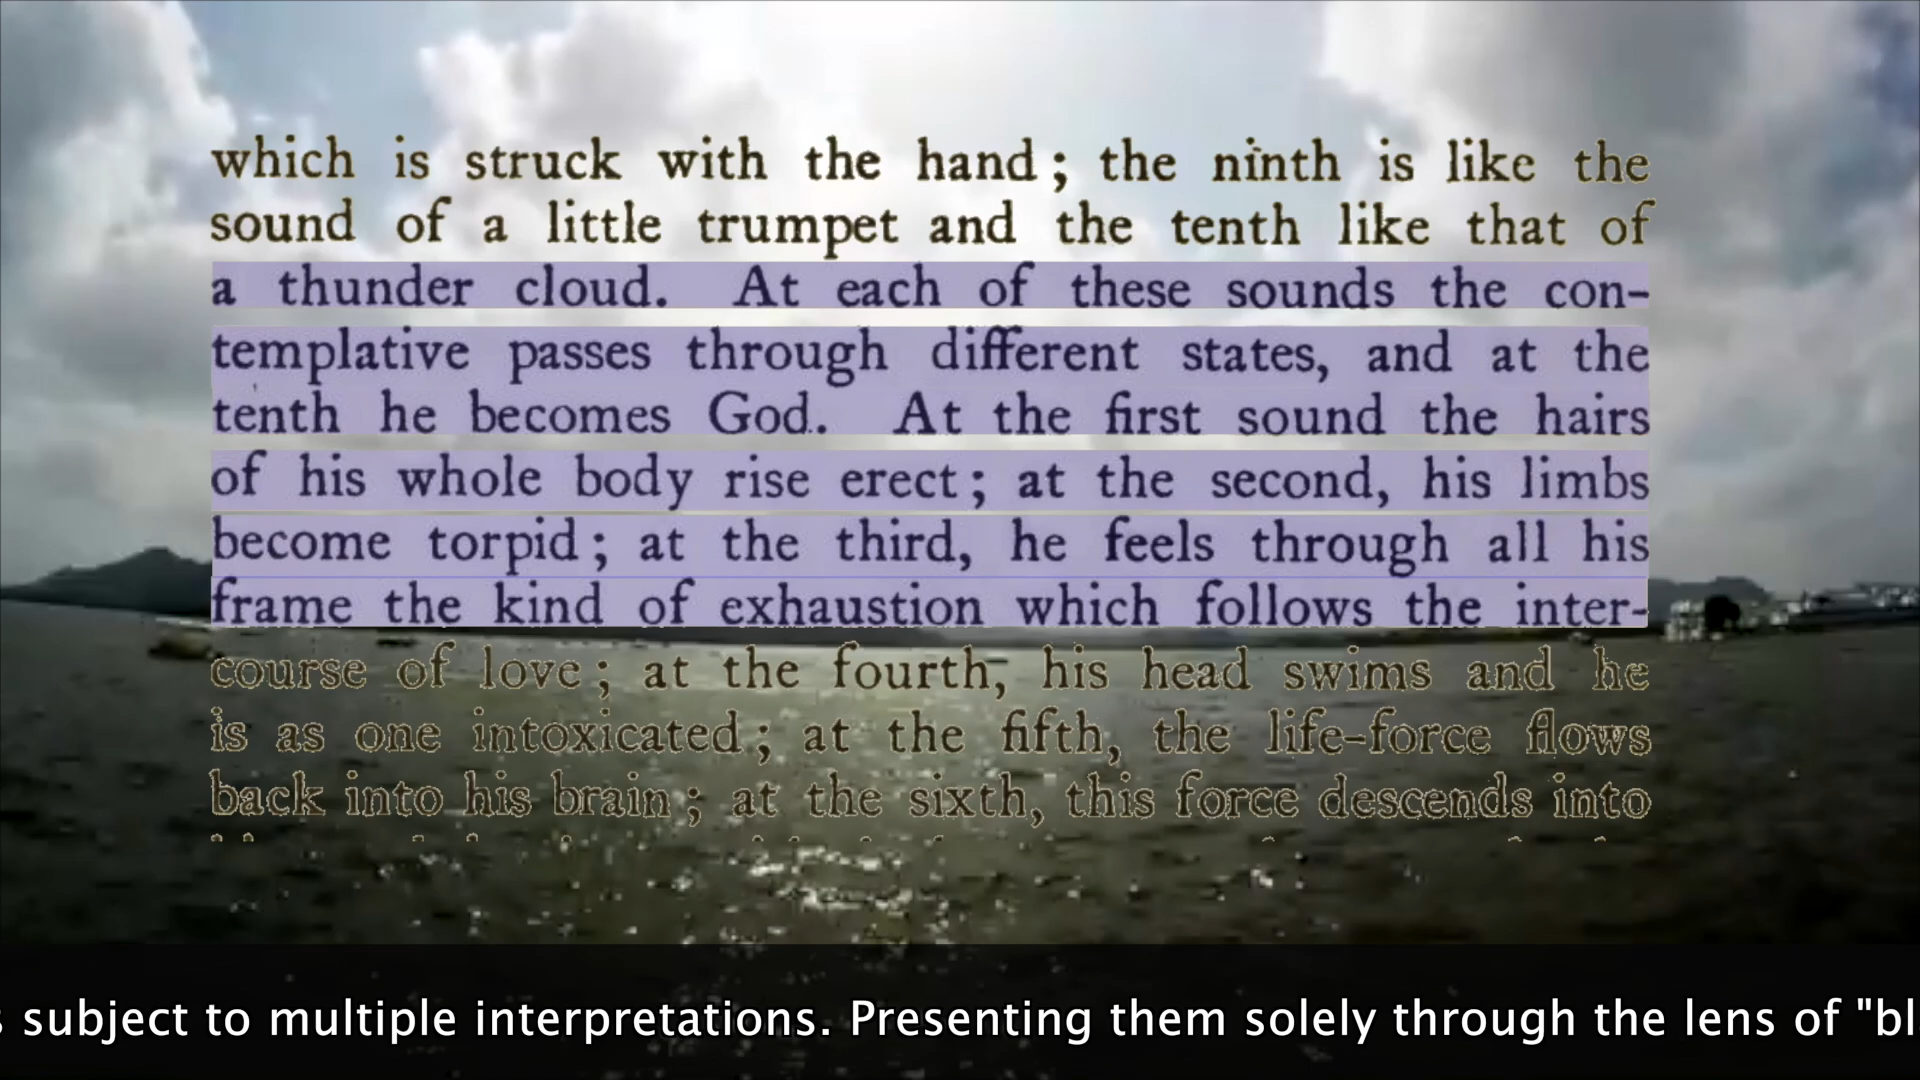 which is struck with the hand ; the ninth is like the
sound of a little trumpet and the tenth like that of
a thunder cloud. At each of these sounds the con-
templative passes through different states, and at the
tenth he becomes God. At the first sound the hairs
of his whole body rise erect ; at the second, his limbs
become torpid ; at the third, he feels through all his
frame the kind of exhaustion which follows the inter-
course of love ; at the fourth, his head swims and he
is as one intoxicated ; at the fifth, the life-force flows
back into his brain ; at the sixth, this force descends into
subject to multiple interpretations. Presenting them solely through the lens of "bl